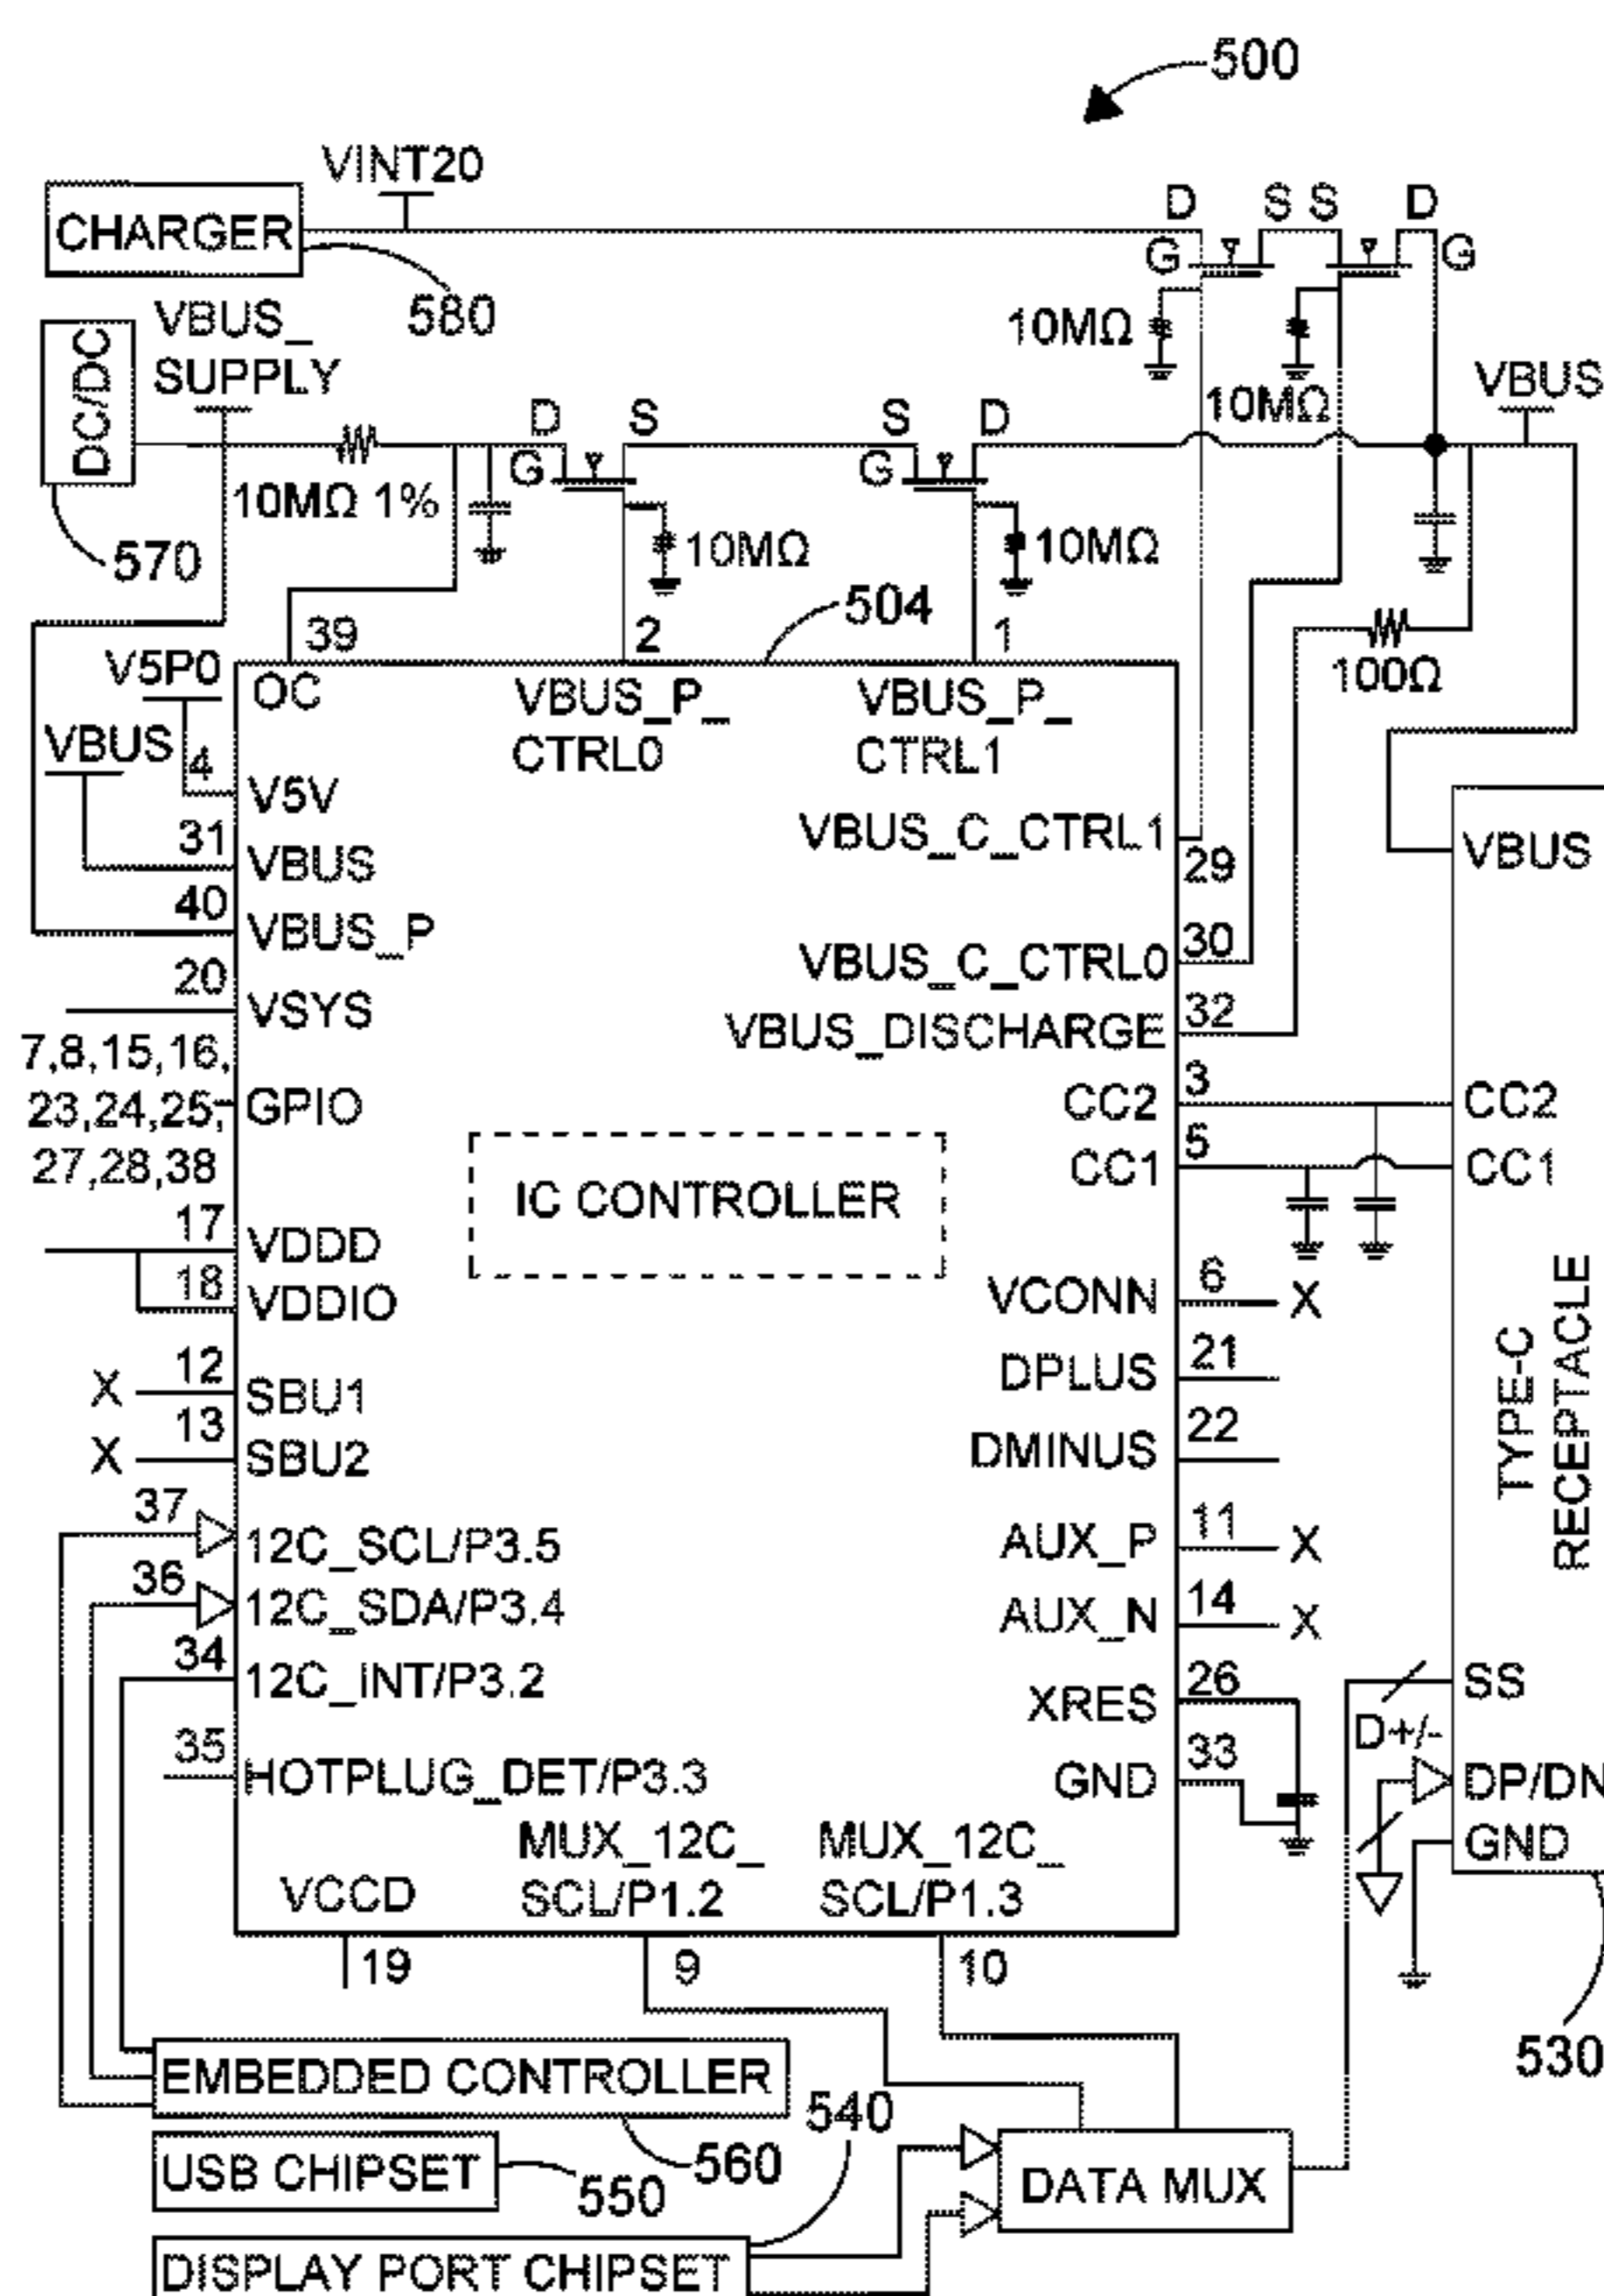 500
VINT20
CHARGER
D
S
S
D
G
G
580
10MΩ
10MΩ
VBUS_
SUPPLY
DC/DC
VBUS
D
S
S
D
G
G
10MΩ 1%
10MΩ
10MΩ
570
504
39
2
1
100Ω
V5P0
OC
VBUS_P_
CTRL0
VBUS_P_
CTRL1
VBUS
4
V5V
31
VBUS
VBUS_C_CTRL1
29
VBUS
40
VBUS_P
VBUS_C_CTRL0
30
20
VSYS
VBUS_DISCHARGE
32
7,8,15,16,
23,24,25,
27,28,38
GPIO
CC2
3
CC2
CC1
5
CC1
IC CONTROLLER
17
VDDD
18
VDDIO
VCONN
6
X
TYPE-C
RECEPTACLE
X
12
SBU1
DPLUS
21
X
13
SBU2
DMINUS
22
37
12C_SCL/P3.5
AUX_P
11
X
36
12C_SDA/P3.4
AUX_N
14
X
34
12C_INT/P3.2
XRES
26
SS
D+/-
35
HOTPLUG_DET/P3.3
GND
33
DP/DN
GND
VCCD
MUX_12C_
SCL/P1.2
MUX_12C_
SCL/P1.3
19
9
10
530
EMBEDDED CONTROLLER
560
540
USB CHIPSET
550
DATA MUX
DISPLAY PORT CHIPSET